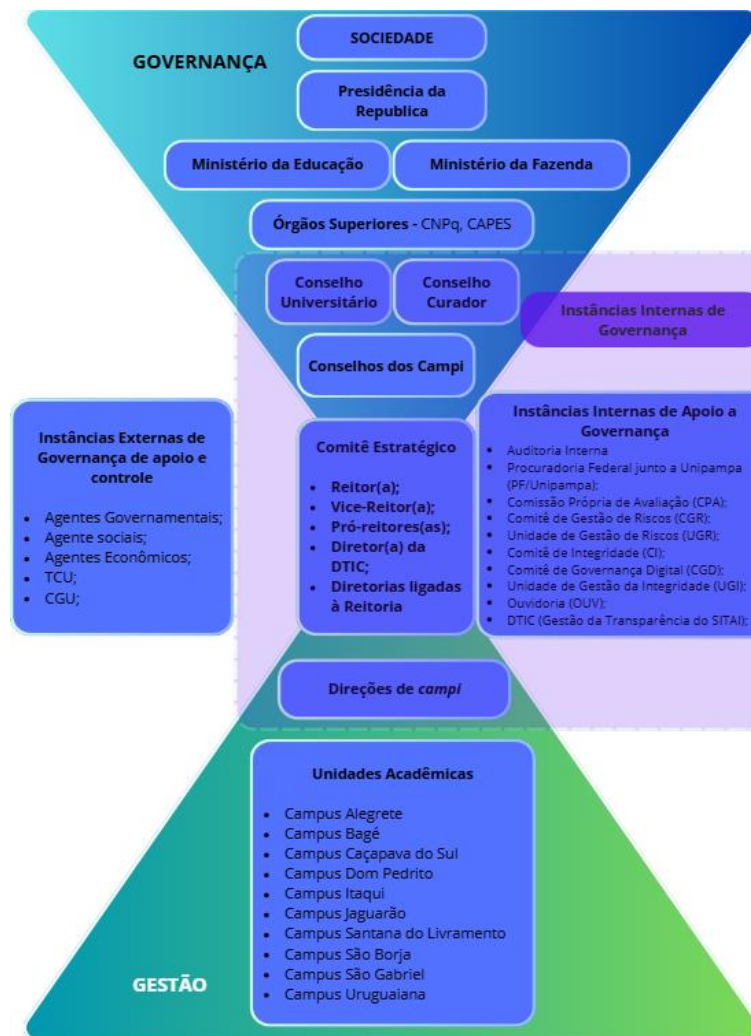 GOVERNANÇA
SOCIEDADE
Presidência da
Republica
Ministério da Educação
Ministério da Fazenda
Órgãos Superiores - CNPq, CAPES
Conselho
Universitário
Conselho
Curador
Instâncias Internas de
Governança
Conselhos dos Campi
Instâncias Externas de
Governança de apoio e
controle
• Agentes Governamentais;
• Agente sociais;
• Agentes Econômicos;
• TCU;
• CGU;
Comitê Estratégico
• Reitor(a);
• Vice-Reitor(a);
• Pró-reitores(as);
• Diretor(a) da
DTIC;
• Diretorias ligadas
à Reitoria
Instâncias Internas de Apoio a
Governança
• Auditoria Interna
• Procuradoria Federal junto a Unipampa
(PF/Unipampa);
• Comissão Própria de Avaliação (CPA);
• Comitê de Gestão de Riscos (CGR);
• Unidade de Gestão de Riscos (UGR);
• Comitê de Integridade (CI);
• Comitê de Governança Digital (CGD);
• Unidade de Gestão da Integridade (UGI);
• Ouvidoria (OUV);
• DTIC (Gestão da Transparência do SITAI);
Direções de campi
Unidades Acadêmicas
• Campus Alegrete
• Campus Bagé
• Campus Caçapava do Sul
• Campus Dom Pedrito
• Campus Itaqui
• Campus Jaguarão
• Campus Santana do Livramento
• Campus São Borja
• Campus São Gabriel
• Campus Uruguaiana
GESTÃO